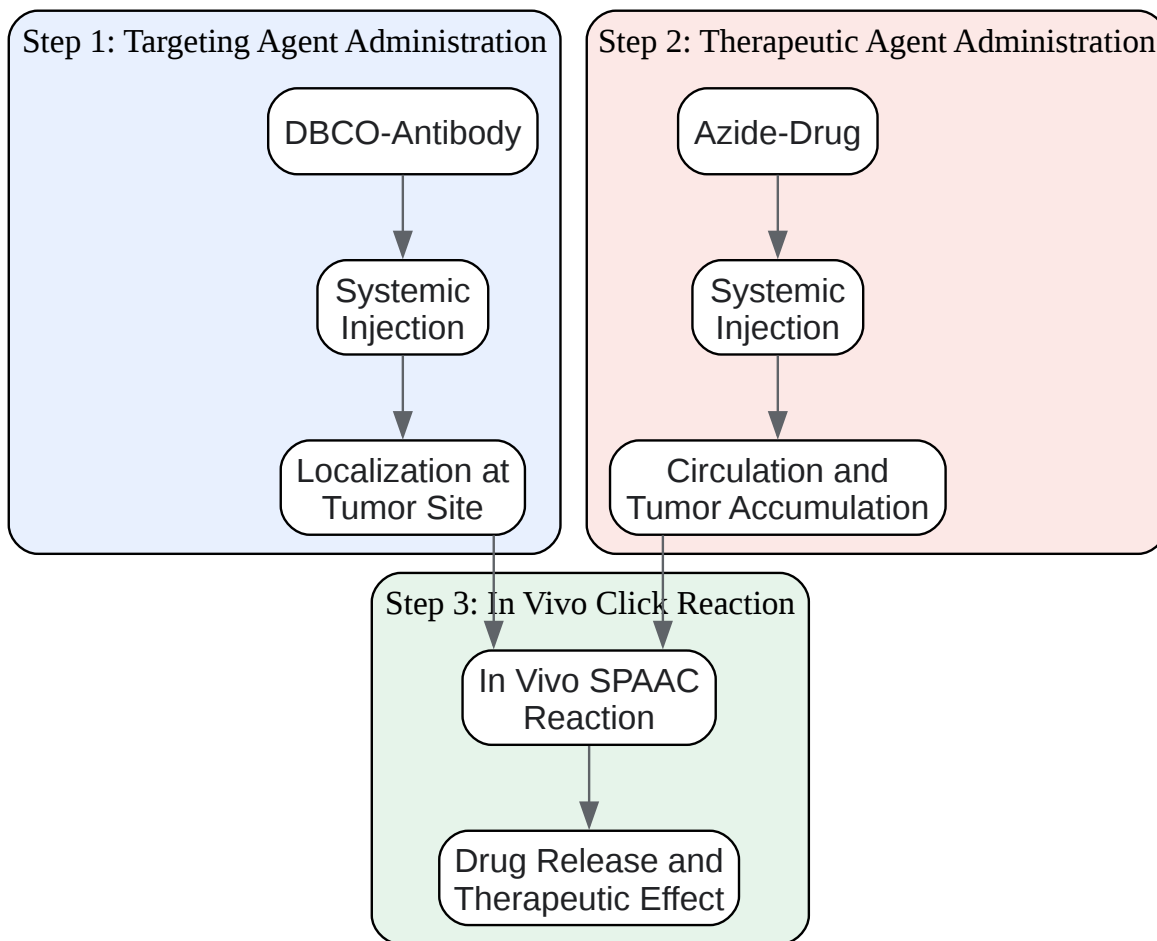 Step 1: Targeting Agent Administration
DBCO-Antibody
Systemic
Injection
Localization at
Tumor Site
Step 2: Therapeutic Agent Administration
Azide-Drug
Systemic
Injection
Circulation and
Tumor Accumulation
Step 3: In Vivo Click Reaction
In Vivo SPAAC
Reaction
Drug Release and
Therapeutic Effect